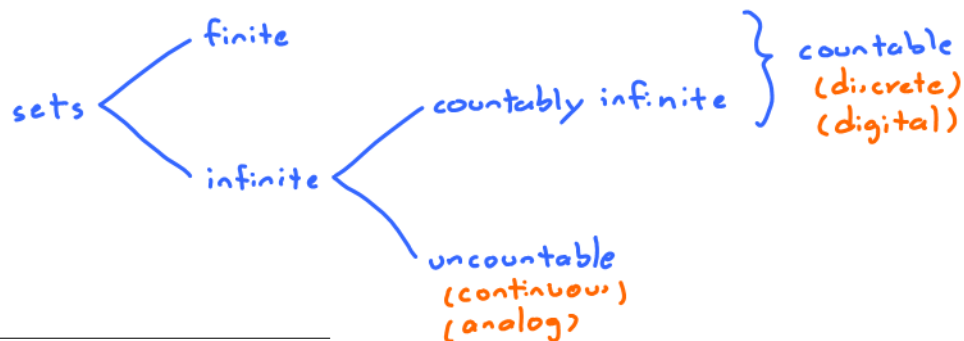 finite
countable
(discrete)
(digital)
sets
countably infinite
infinite
uncountable
(continuous)
(analog)